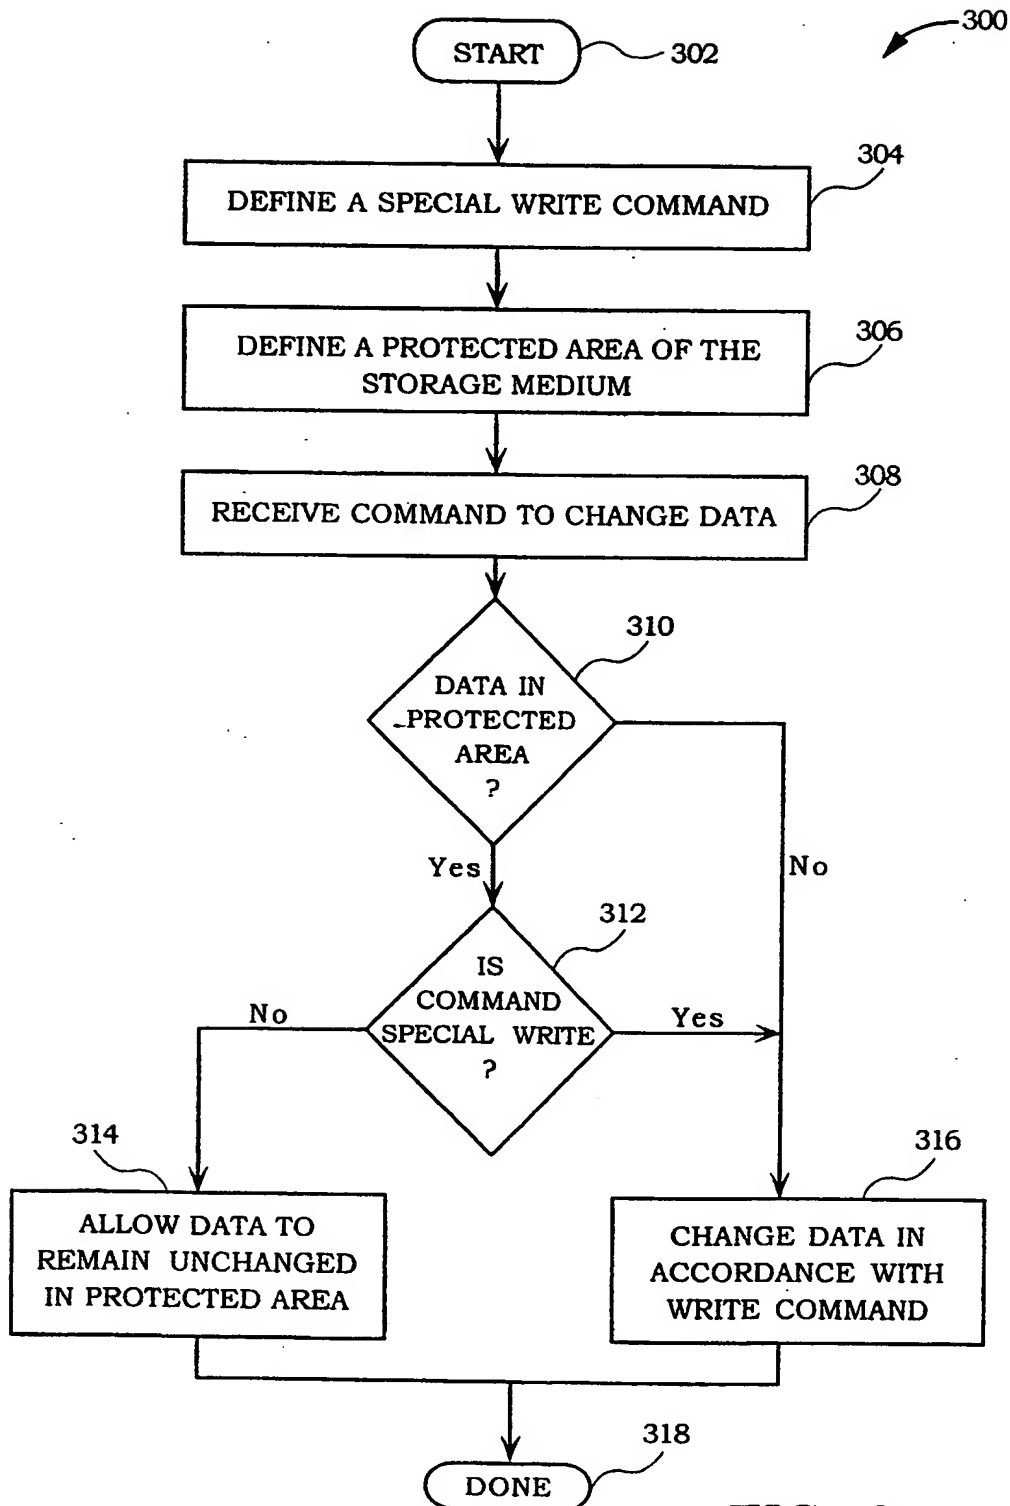 300
START
302
304
DEFINE A SPECIAL WRITE COMMAND
306
DEFINE A PROTECTED AREA OF THE
STORAGE MEDIUM
308
RECEIVE COMMAND TO CHANGE DATA
310
DATA IN
PROTECTED
AREA
?
Yes
No
312
IS
COMMAND
SPECIAL WRITE
?
No
Yes
314
316
ALLOW DATA TO
REMAIN UNCHANGED
IN PROTECTED AREA
CHANGE DATA IN
ACCORDANCE WITH
WRITE COMMAND
318
DONE